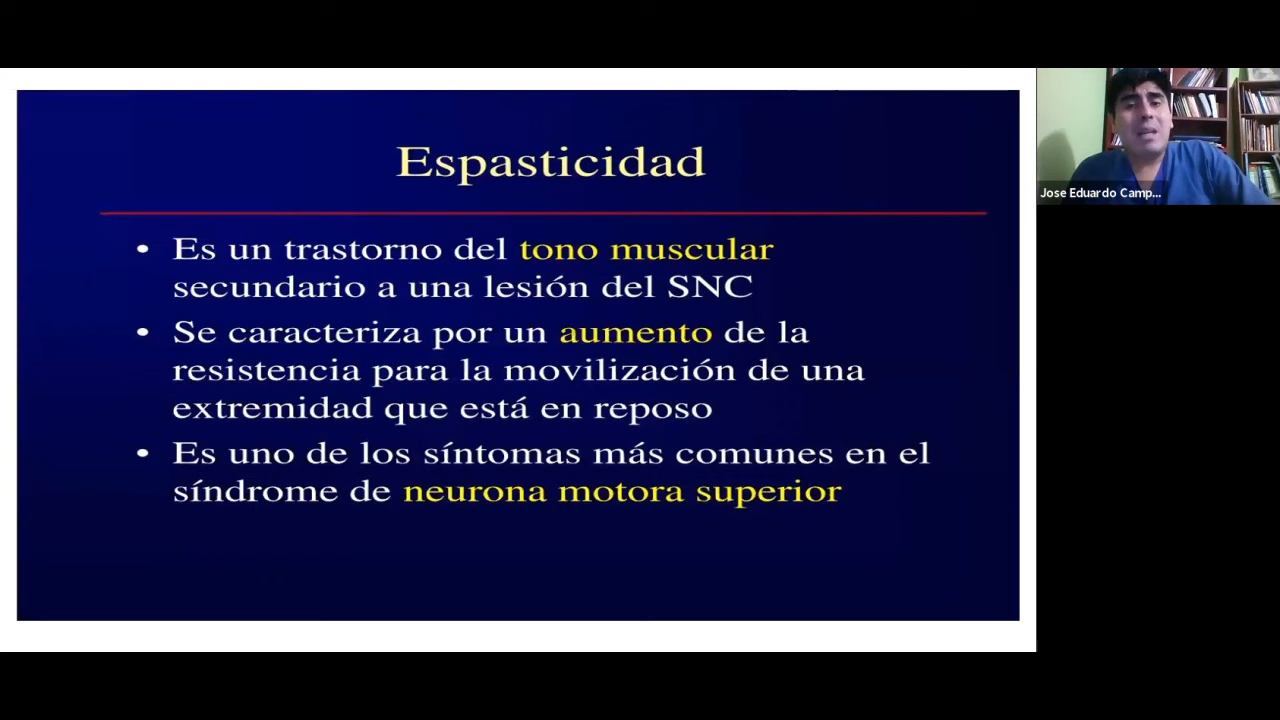 Espasticidad
• Es un trastorno del tono muscular
secundario a una lesión del SNC
• Se caracteriza por un aumento de la
resistencia para la movilización de una
extremidad que está en reposo
• Es uno de los síntomas más comunes en el
síndrome de neurona motora superior
Jose Eduardo Camp...